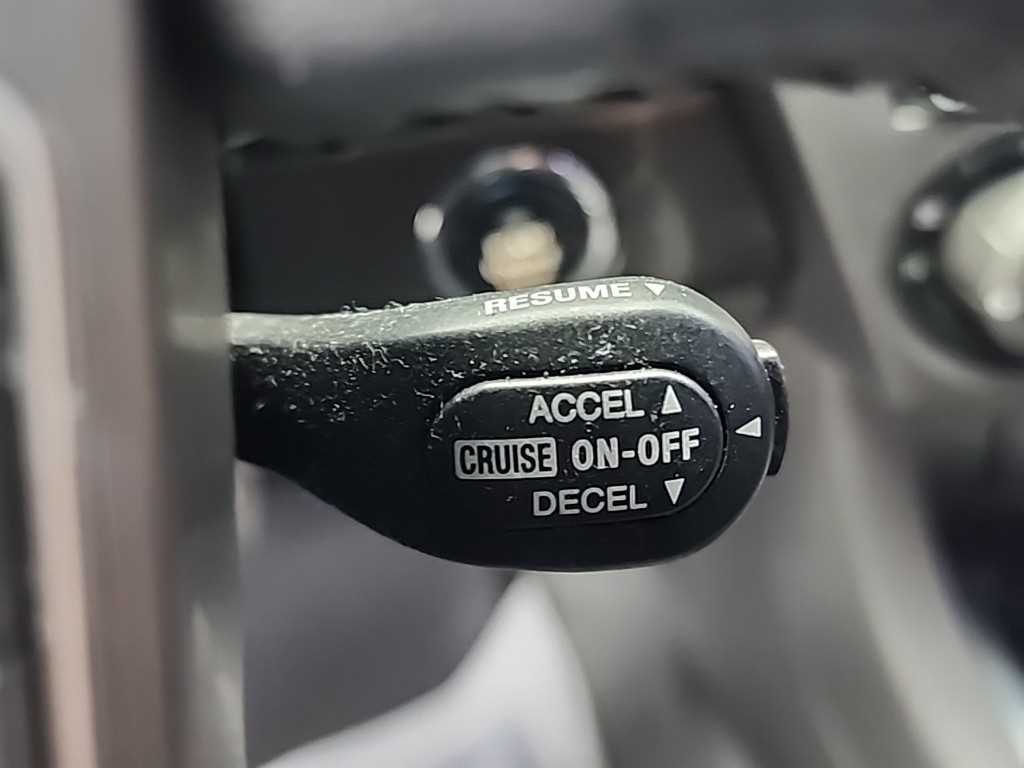 RESUME ▼
ACCEL ▲
CRUISE ON-OFF ◀
DECEL ▼